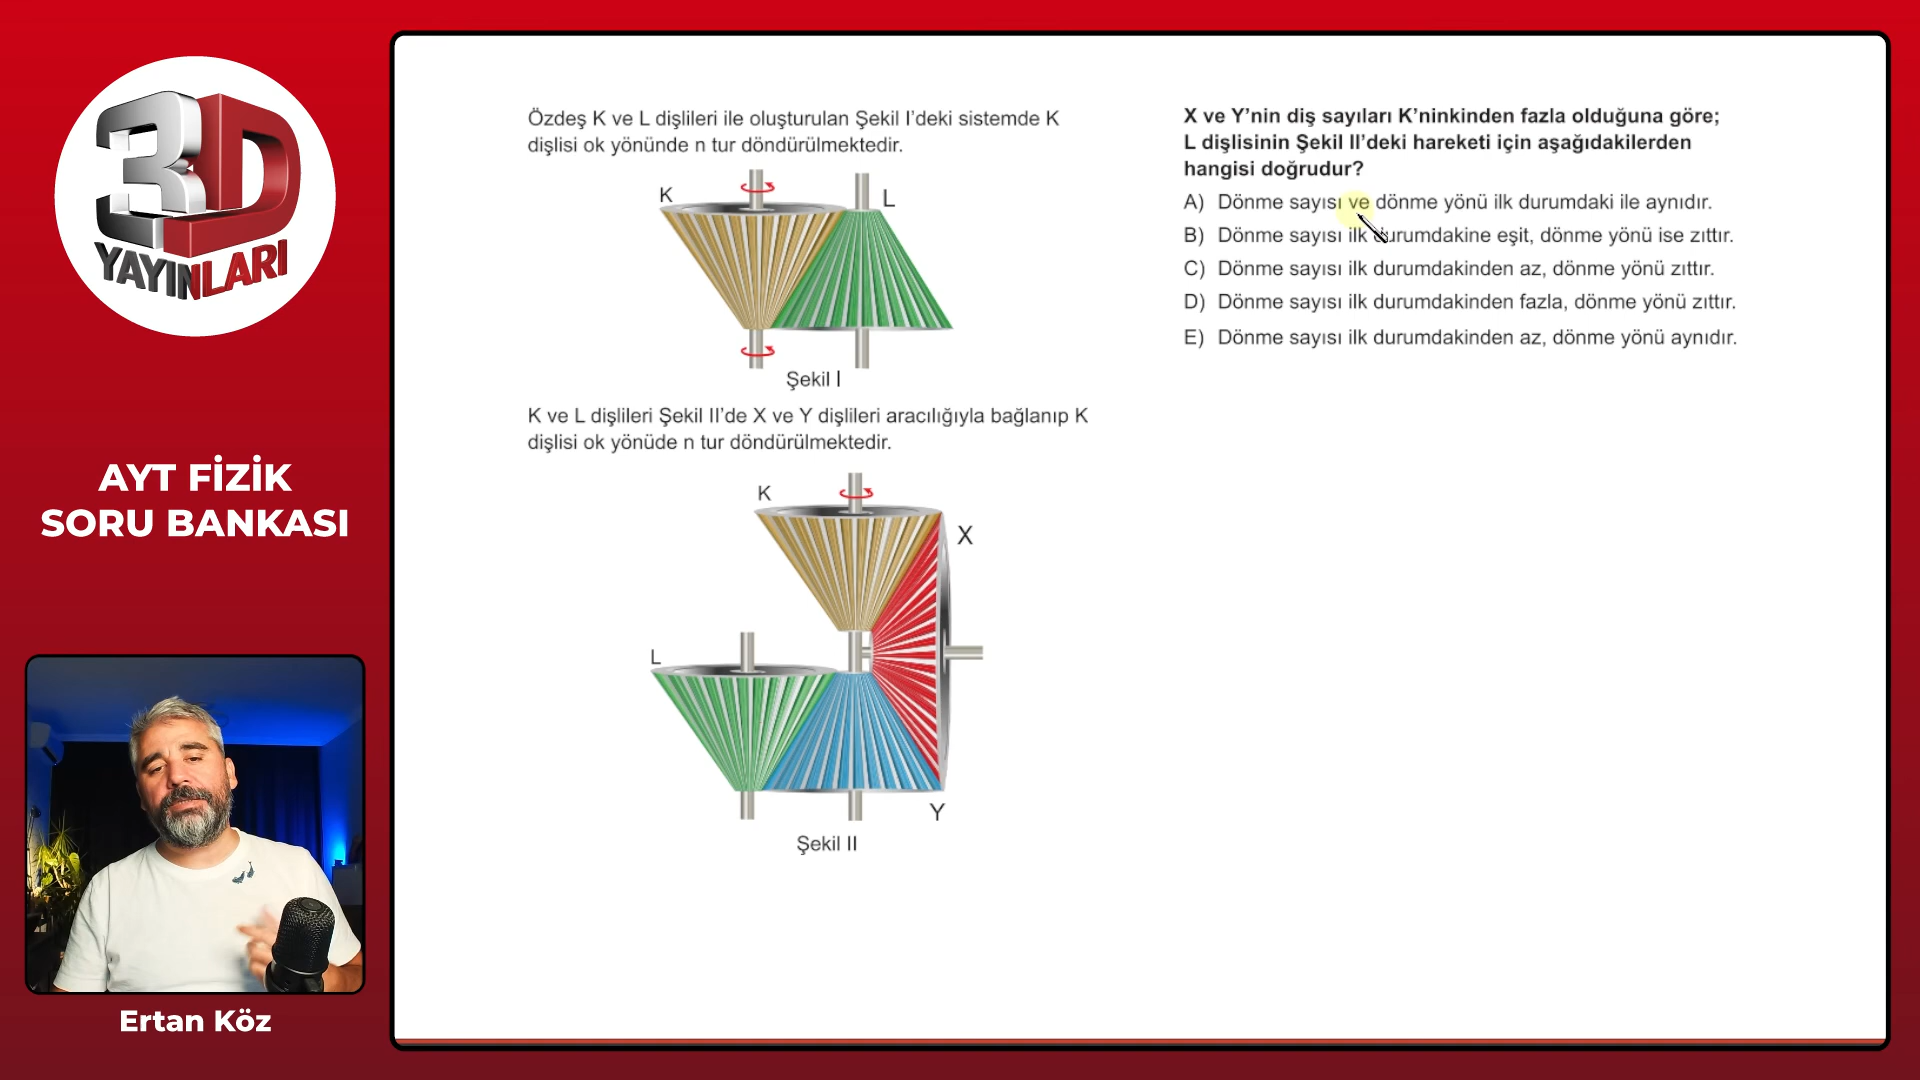 3D
YAYINLARI
AYT FİZİK
SORU BANKASI
Ertan Köz
Özdeş K ve L dişlileri ile oluşturulan Şekil I'deki sistemde K
dişlisi ok yönünde n tur döndürülmektedir.
K
L
Şekil I
K ve L dişlileri Şekil II'de X ve Y dişlileri aracılığıyla bağlanıp K
dişlisi ok yönüde n tur döndürülmektedir.
K
X
L
Y
Şekil II
X ve Y'nin diş sayıları K'ninkinden fazla olduğuna göre;
L dişlisinin Şekil II'deki hareketi için aşağıdakilerden
hangisi doğrudur?
A) Dönme sayısı ve dönme yönü ilk durumdaki ile aynıdır.
B) Dönme sayısı ilk durumdakine eşit, dönme yönü ise zıttır.
C) Dönme sayısı ilk durumdakinden az, dönme yönü zıttır.
D) Dönme sayısı ilk durumdakinden fazla, dönme yönü zıttır.
E) Dönme sayısı ilk durumdakinden az, dönme yönü aynıdır.